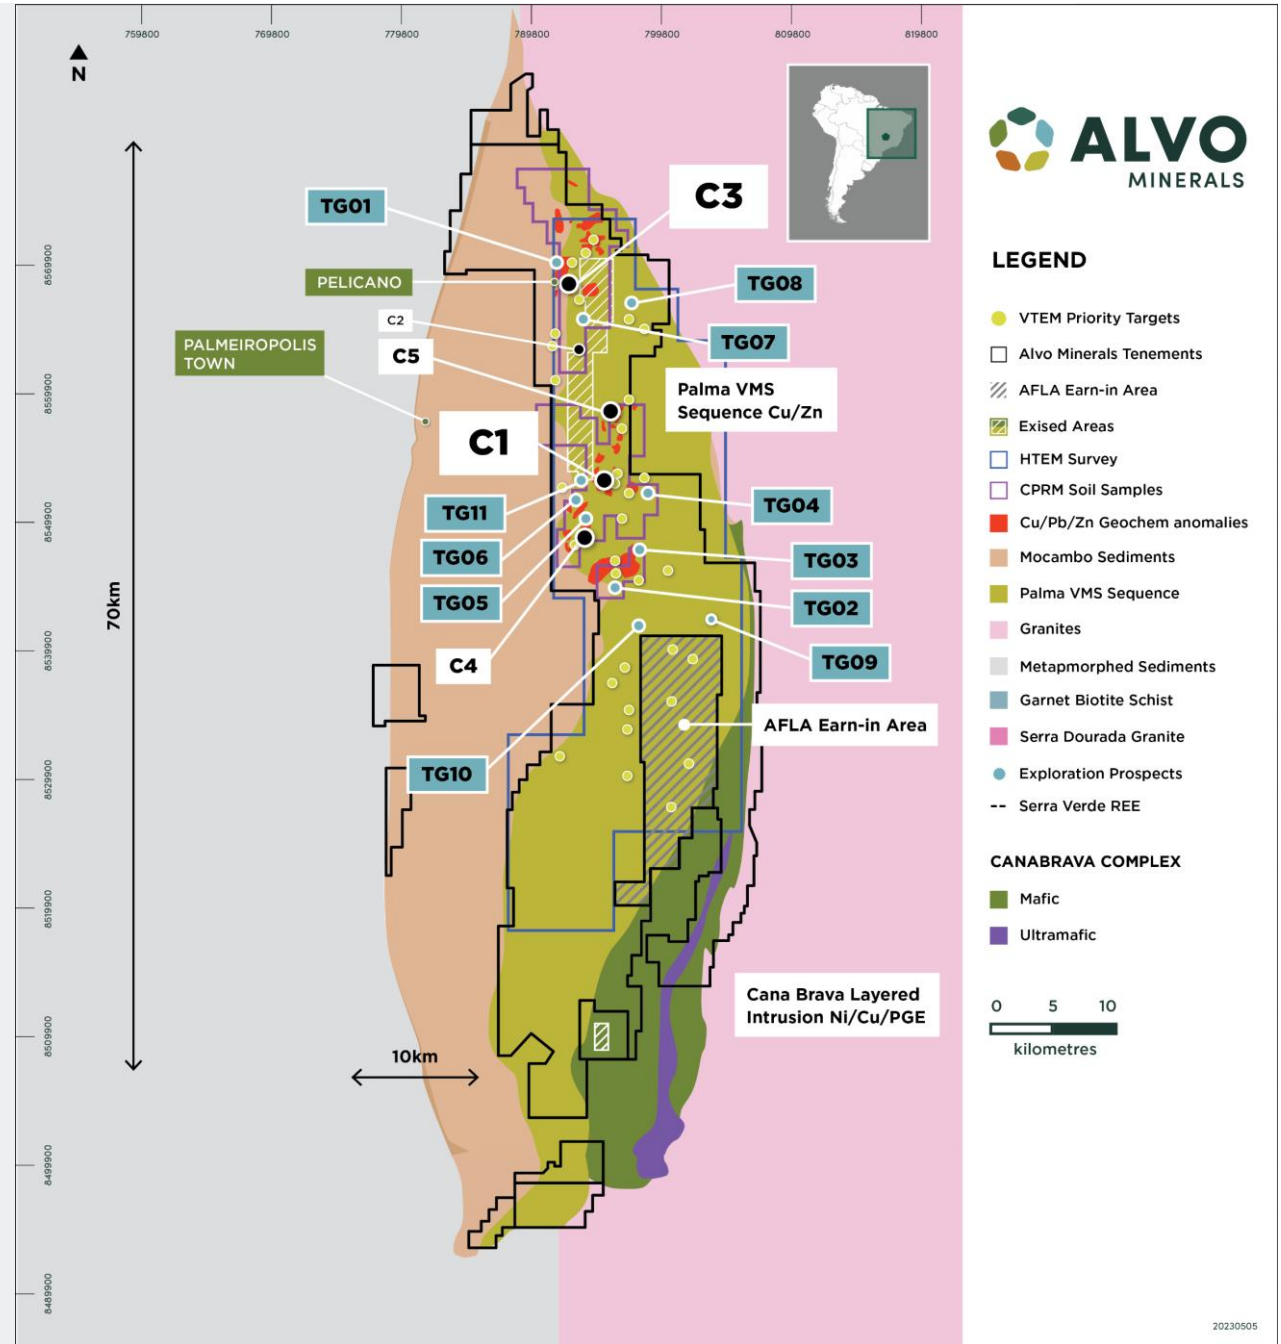 759800
769800
779800
789800
799800
809800
819800
N
ALVO
MINERALS
C3
TG01
8569900
PELICANO
TG08
C2
TG07
PALMEIROPOLIS
TOWN
C5
Palma VMS
Sequence Cu/Zn
8559900
C1
TG11
TG04
8549900
TG06
TG03
TG05
TG02
70km
C4
TG09
8539900
AFLA Earn-in Area
TG10
8529900
8519900
Cana Brava Layered
Intrusion Ni/Cu/PGE
8509900
10km
8499900
8489900
LEGEND
VTEM Priority Targets
Alvo Minerals Tenements
AFLA Earn-in Area
Exised Areas
HTEM Survey
CPRM Soil Samples
Cu/Pb/Zn Geochem anomalies
Mocambo Sediments
Palma VMS Sequence
Granites
Metapmorphed Sediments
Garnet Biotite Schist
Serra Dourada Granite
Exploration Prospects
Serra Verde REE
CANABRAVA COMPLEX
Mafic
Ultramafic
0 5 10
kilometres
20230505